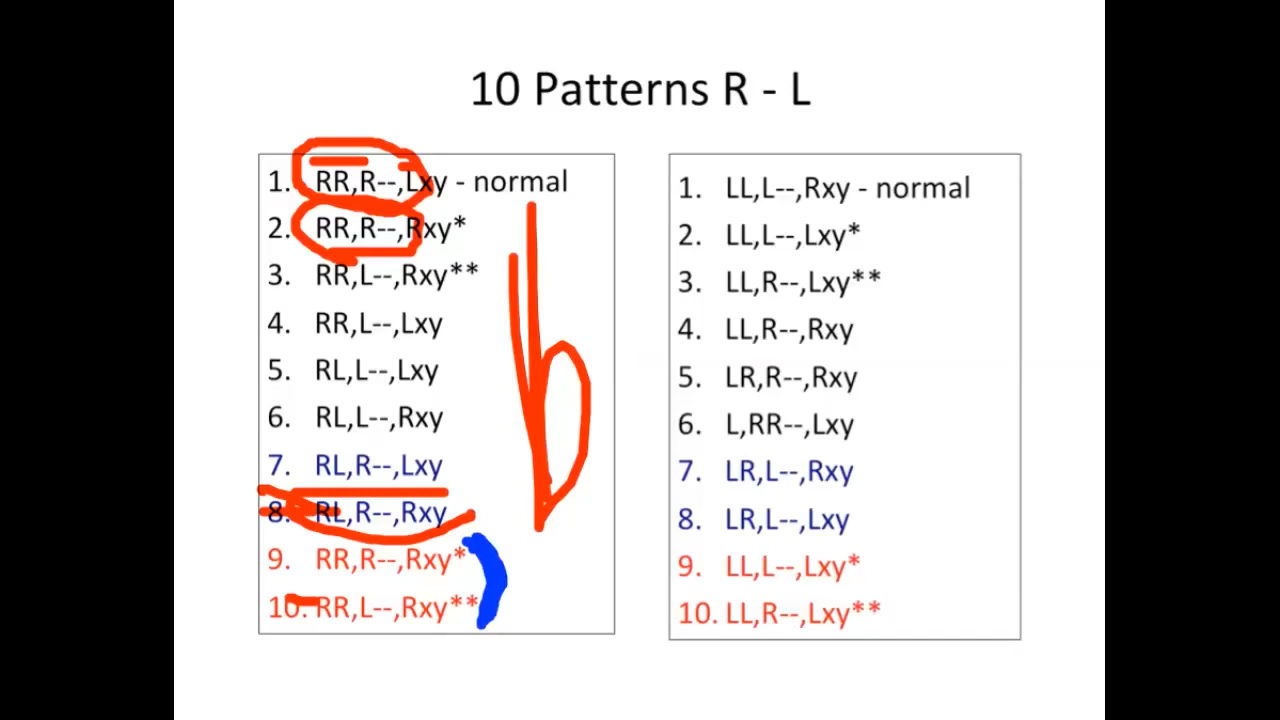 10 Patterns R - L
1. RR,R--,Lxy - normal
2. RR,R--,Rxy*
3. RR,L--,Rxy**
4. RR,L--,Lxy
5. RL,L--,Lxy
6. RL,L--,Rxy
7. RL,R--,Lxy
8. RL,R--,Rxy
9. RR,R--,Rxy*
10. RR,L--,Rxy**
1. LL,L--,Rxy - normal
2. LL,L--,Lxy*
3. LL,R--,Lxy**
4. LL,R--,Rxy
5. LR,R--,Rxy
6. L,RR--,Lxy
7. LR,L--,Rxy
8. LR,L--,Lxy
9. LL,L--,Lxy*
10. LL,R--,Lxy**